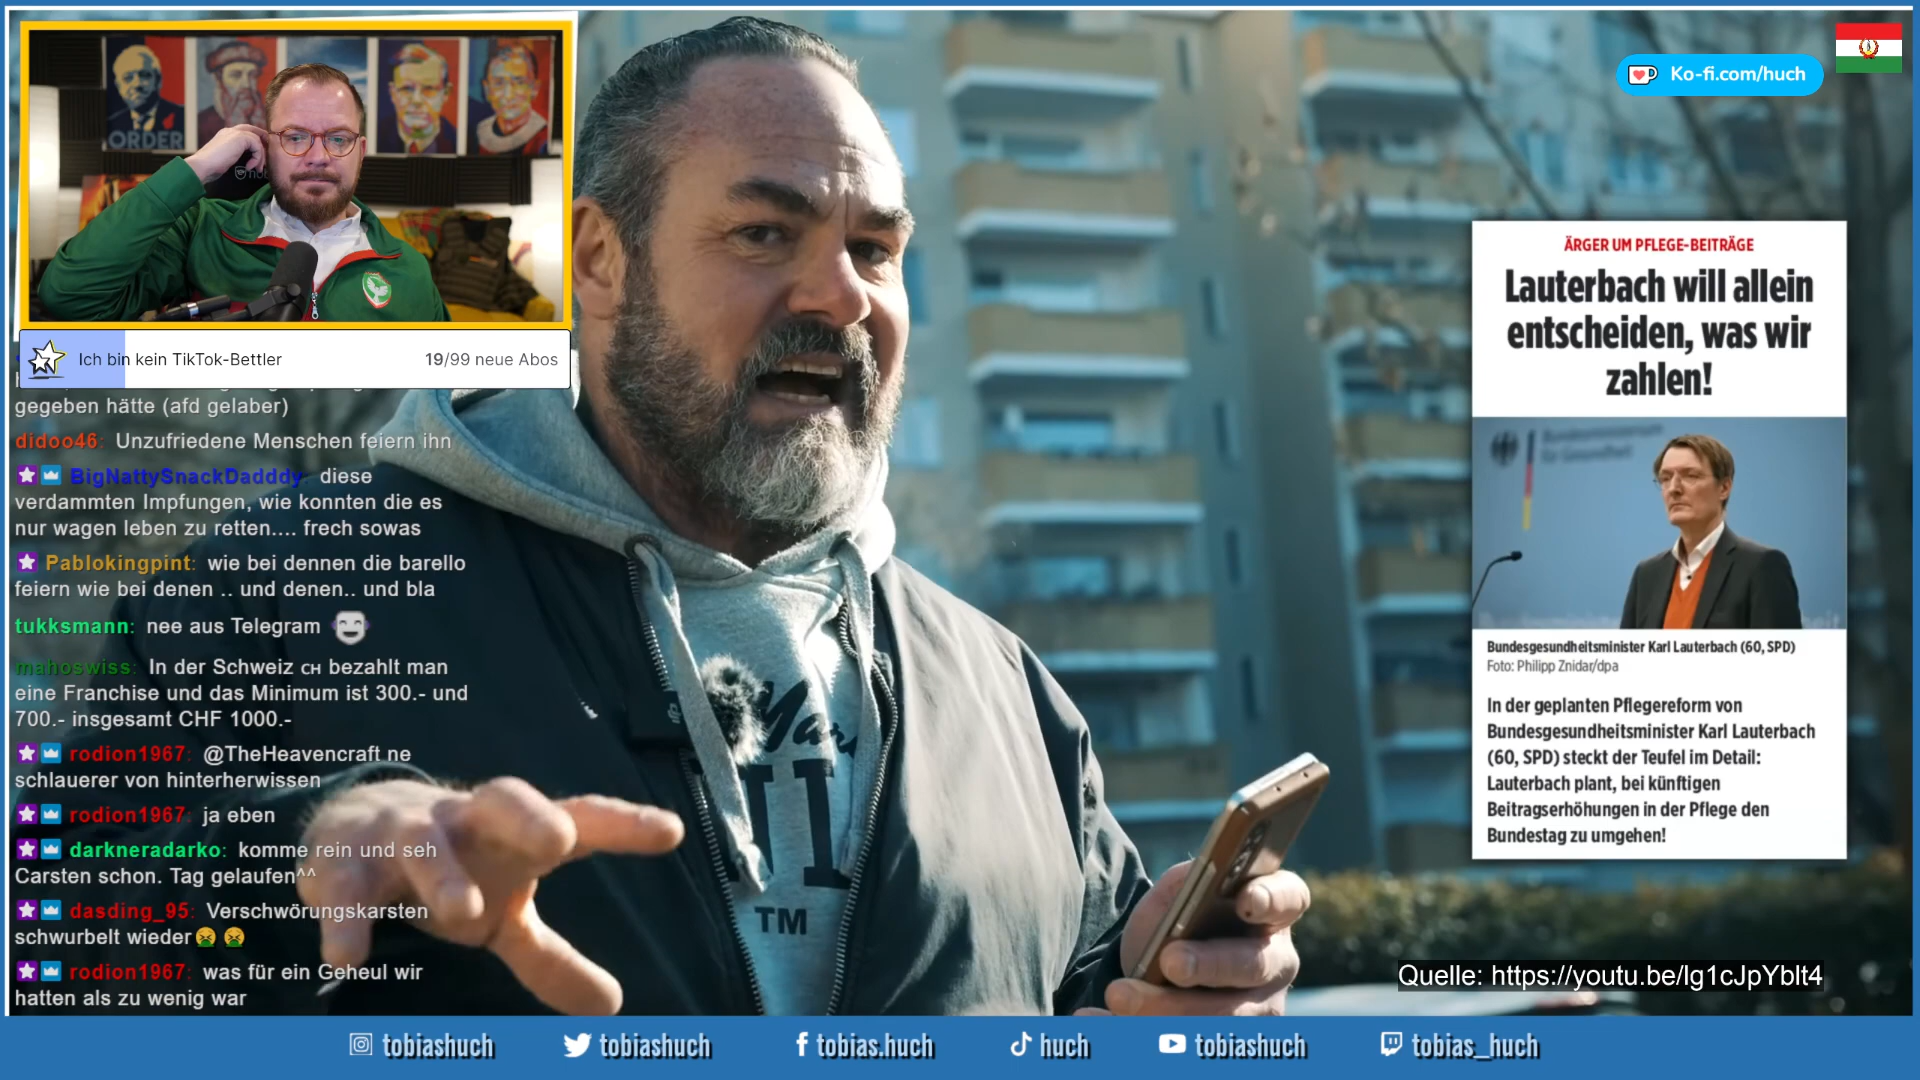 ORDER
Ich bin kein TikTok-Bettler
19/99 neue Abos
gegeben hätte (afd gelaber)
didoo46: Unzufriedene Menschen feiern ihn
BigNattySnackDadddy: diese
verdammten Impfungen, wie konnten die es
nur wagen leben zu retten.... frech sowas
Pablokingpint: wie bei dennen die barello
feiern wie bei denen .. und denen.. und bla
tukksmann: nee aus Telegram
mahoswiss: In der Schweiz CH bezahlt man
eine Franchise und das Minimum ist 300.- und
700.- insgesamt CHF 1000.-
rodion1967: @TheHeavencraft ne
schlauerer von hinterherwissen
rodion1967: ja eben
darkneradarko: komme rein und seh
Carsten schon. Tag gelaufen^^
dasding_95: Verschwörungskarsten
schwurbelt wieder🤮 🤮
rodion1967: was für ein Geheul wir
hatten als zu wenig war
TM
Ko-fi.com/huch
ÄRGER UM PFLEGE-BEITRÄGE
Lauterbach will allein
entscheiden, was wir
zahlen!
Bundesministerium
für Gesundheit
Bundesgesundheitsminister Karl Lauterbach (60, SPD)
Foto: Philipp Znidar/dpa
In der geplanten Pflegereform von
Bundesgesundheitsminister Karl Lauterbach
(60, SPD) steckt der Teufel im Detail:
Lauterbach plant, bei künftigen
Beitragserhöhungen in der Pflege den
Bundestag zu umgehen!
Quelle: https://youtu.be/Ig1cJpYblt4
tobiashuch
tobiashuch
tobias.huch
huch
tobiashuch
tobias_huch